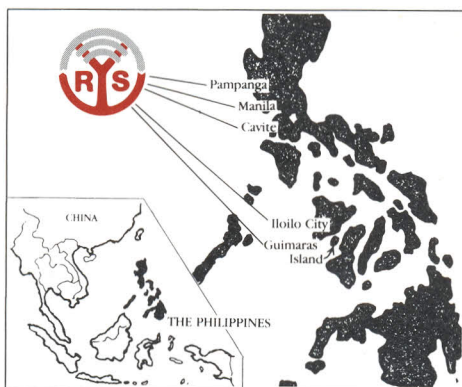 RYS
Pampanga
Manila
Cavite
Iloilo City
Guimaras
Island
CHINA
THE PHILIPPINES